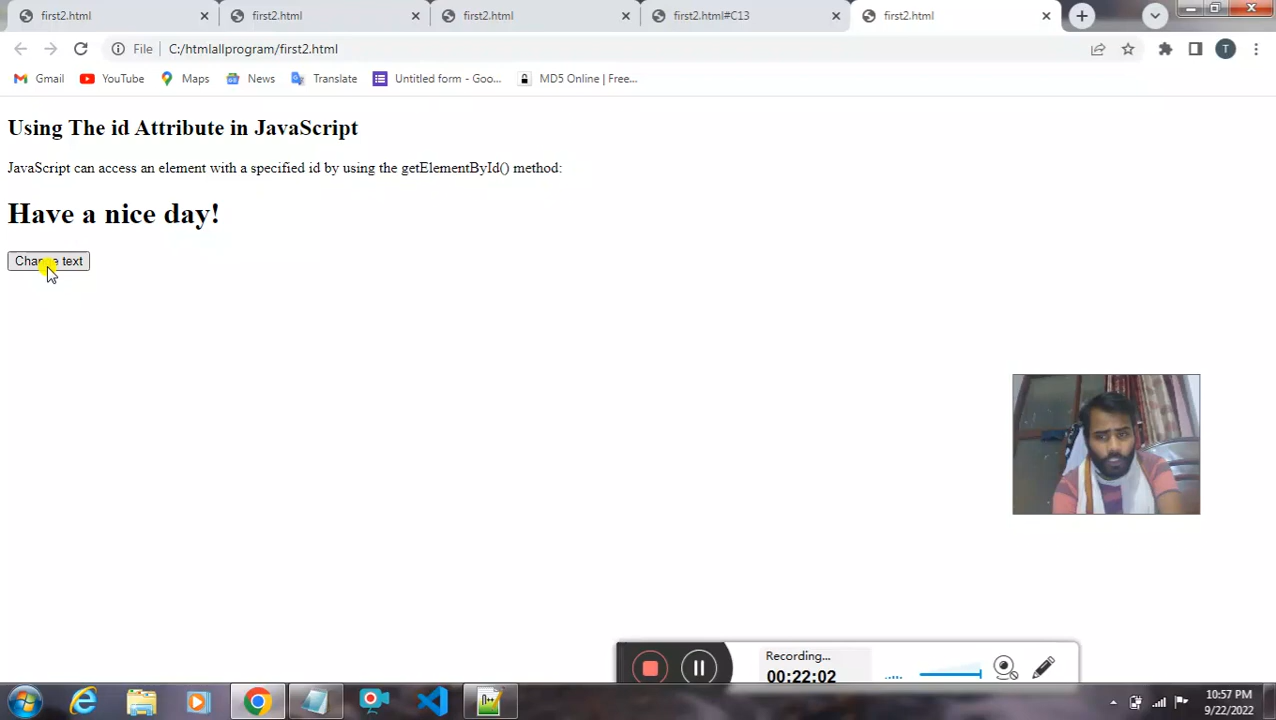 first2.html
first2.html
first2.html
first2.html#C13
first2.html
File
C:/htmlallprogram/first2.html
T
Gmail
YouTube
Maps
News
Translate
Untitled form - Goo...
MD5 Online | Free...
Using The id Attribute in JavaScript
JavaScript can access an element with a specified id by using the getElementById() method:
Have a nice day!
Change text
Recording...
00:22:02
10:57 PM
9/22/2022